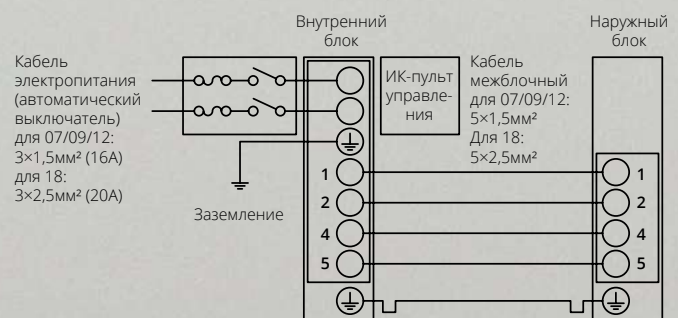 Внутренний
блок
Наружный
блок
Кабель
электропитания
(автоматический
выключатель)
для 07/09/12:
3×1,5мм² (16А)
для 18:
3×2,5мм² (20А)
ИК-пульт
управле-
ния
Кабель
межблочный
для 07/09/12:
5×1,5мм²
Для 18:
5×2,5мм²
Заземление
1
2
4
5
1
2
4
5